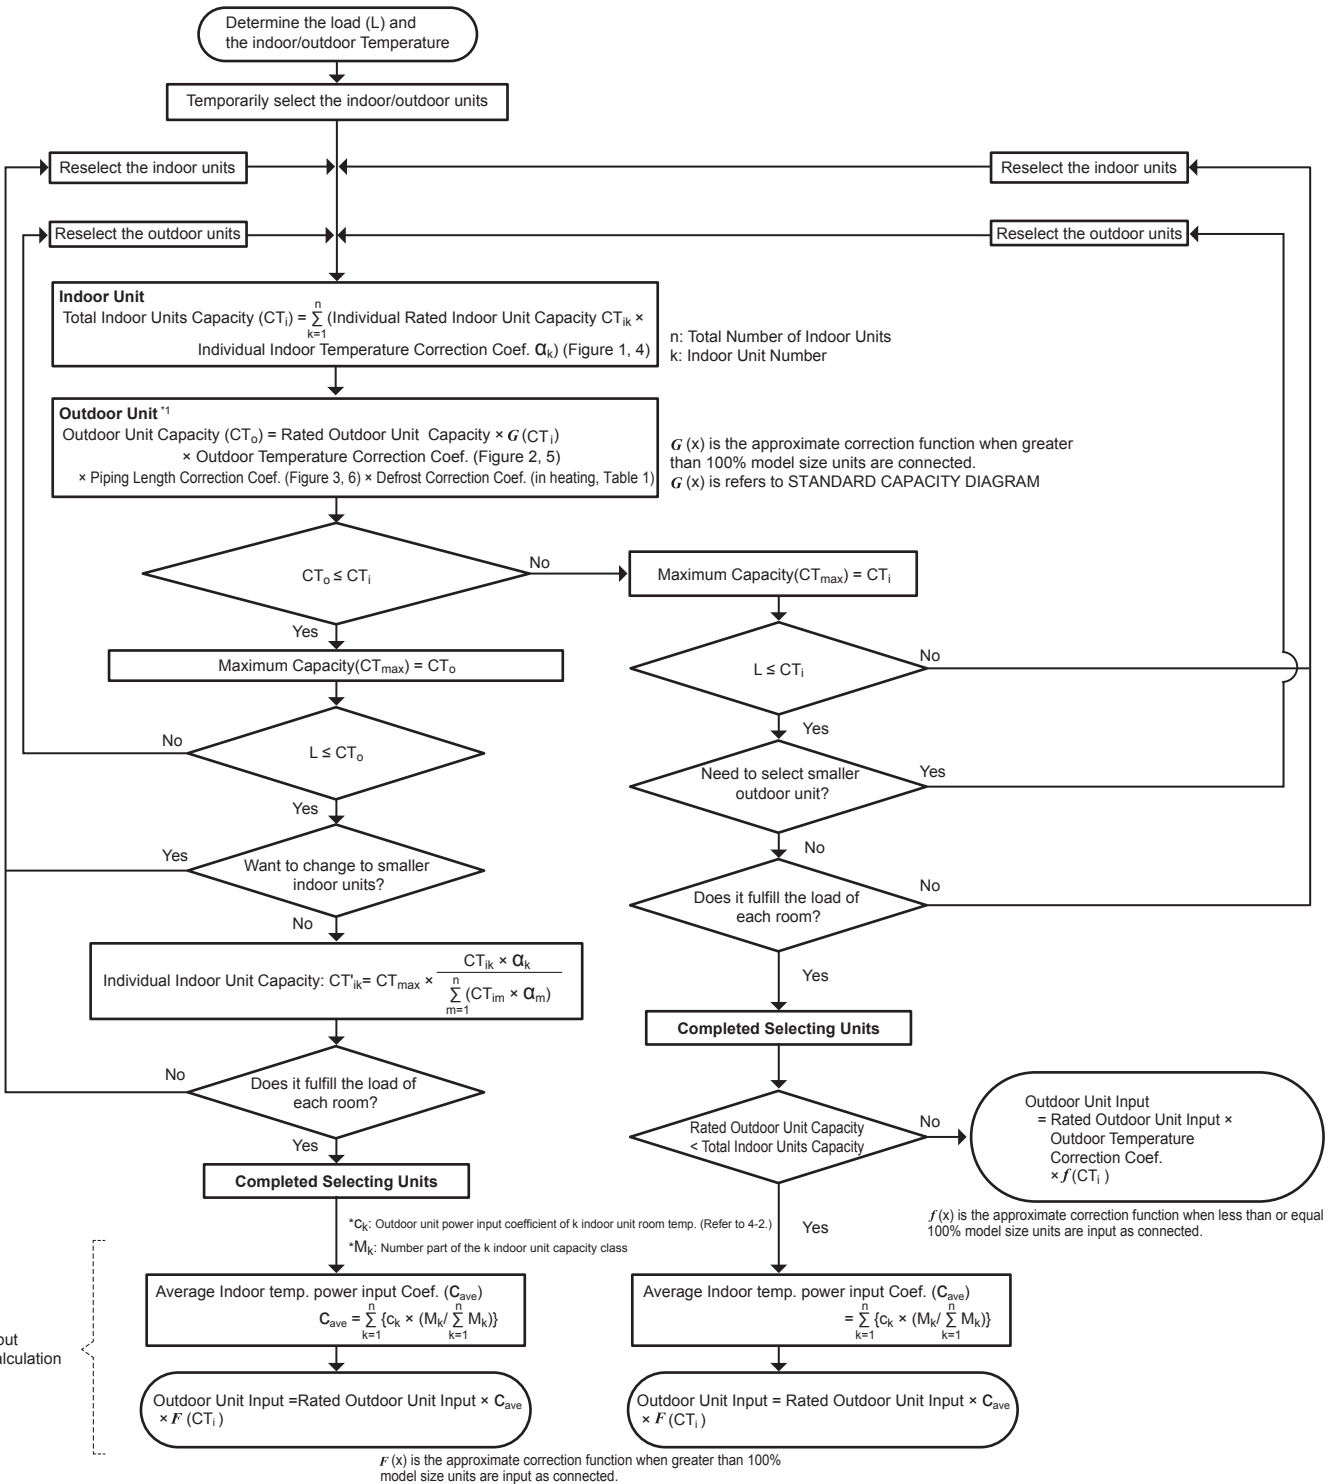 Determine the load (L) and
the indoor/outdoor Temperature
Temporarily select the indoor/outdoor units
Reselect the indoor units
Reselect the indoor units
Reselect the outdoor units
Reselect the outdoor units
Indoor Unit
Total Indoor Units Capacity (CTi) = Σ (Individual Rated Indoor Unit Capacity CTik ×
n
k=1
Individual Indoor Temperature Correction Coef. αk) (Figure 1, 4)
n: Total Number of Indoor Units
k: Indoor Unit Number
Outdoor Unit *1
Outdoor Unit Capacity (CTo) = Rated Outdoor Unit Capacity × G (CTi)
× Outdoor Temperature Correction Coef. (Figure 2, 5)
× Piping Length Correction Coef. (Figure 3, 6) × Defrost Correction Coef. (in heating, Table 1)
G (x) is the approximate correction function when greater
than 100% model size units are connected.
G (x) is refers to STANDARD CAPACITY DIAGRAM
CTo ≤ CTi
No
Yes
Maximum Capacity(CTmax) = CTi
Maximum Capacity(CTmax) = CTo
L ≤ CTi
No
Yes
L ≤ CTo
No
Yes
Need to select smaller
outdoor unit?
Yes
No
Want to change to smaller
indoor units?
Yes
No
Does it fulfill the load of
each room?
No
Yes
Individual Indoor Unit Capacity: CT'ik= CTmax ×
CTik × αk
n
Σ (CTim × αm)
m=1
Completed Selecting Units
Does it fulfill the load of
each room?
No
Yes
Rated Outdoor Unit Capacity
< Total Indoor Units Capacity
No
Yes
Outdoor Unit Input
= Rated Outdoor Unit Input ×
Outdoor Temperature
Correction Coef.
× f (CTi )
f (x) is the approximate correction function when less than or equal
100% model size units are input as connected.
Completed Selecting Units
*Ck: Outdoor unit power input coefficient of k indoor unit room temp. (Refer to 4-2.)
*Mk: Number part of the k indoor unit capacity class
Average Indoor temp. power input Coef. (Cave)
n n
Cave = Σ {ck × (Mk/ Σ Mk)}
k=1 k=1
Average Indoor temp. power input Coef. (Cave)
n n
= Σ {ck × (Mk/ Σ Mk)}
k=1 k=1
Outdoor Unit Input =Rated Outdoor Unit Input × Cave
× F (CTi )
Outdoor Unit Input = Rated Outdoor Unit Input × Cave
× F (CTi )
F (x) is the approximate correction function when greater than 100%
model size units are input as connected.